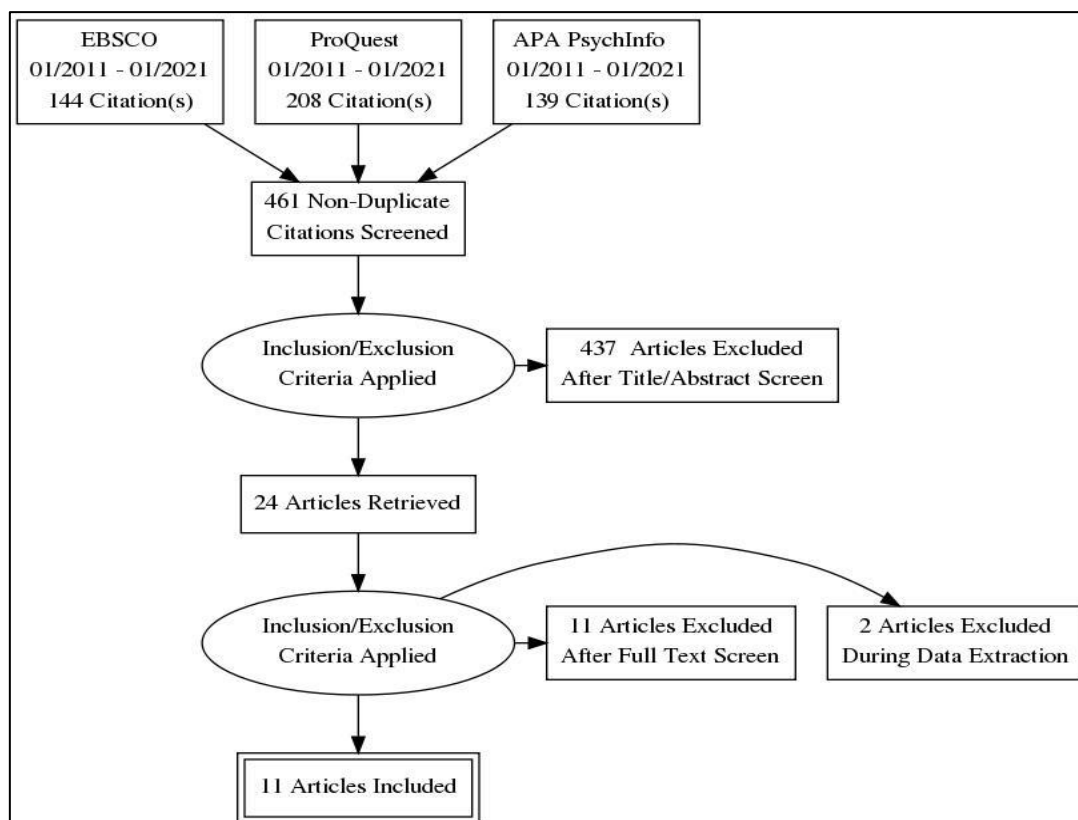 EBSCO
01/2011 - 01/2021
144 Citation(s)
ProQuest
01/2011 - 01/2021
208 Citation(s)
APA PsychInfo
01/2011 - 01/2021
139 Citation(s)
461 Non-Duplicate
Citations Screened
Inclusion/Exclusion
Criteria Applied
437 Articles Excluded
After Title/Abstract Screen
24 Articles Retrieved
Inclusion/Exclusion
Criteria Applied
11 Articles Excluded
After Full Text Screen
2 Articles Excluded
During Data Extraction
11 Articles Included